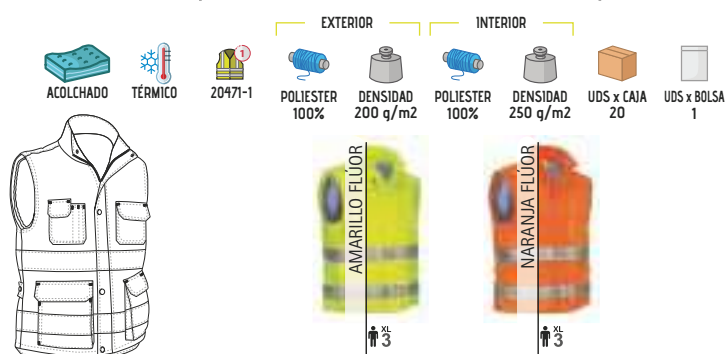 EXTERIOR INTERIOR
1
ACOLCHADO TÉRMICO 20471-1 POLIESTER 100% DENSIDAD 200 g/m2 POLIESTER 100% DENSIDAD 250 g/m2 UDS x CAJA 20 UDS x BOLSA 1
AMARILLO FLÚOR
XL
3
NARANJA FLÚOR
XL
3